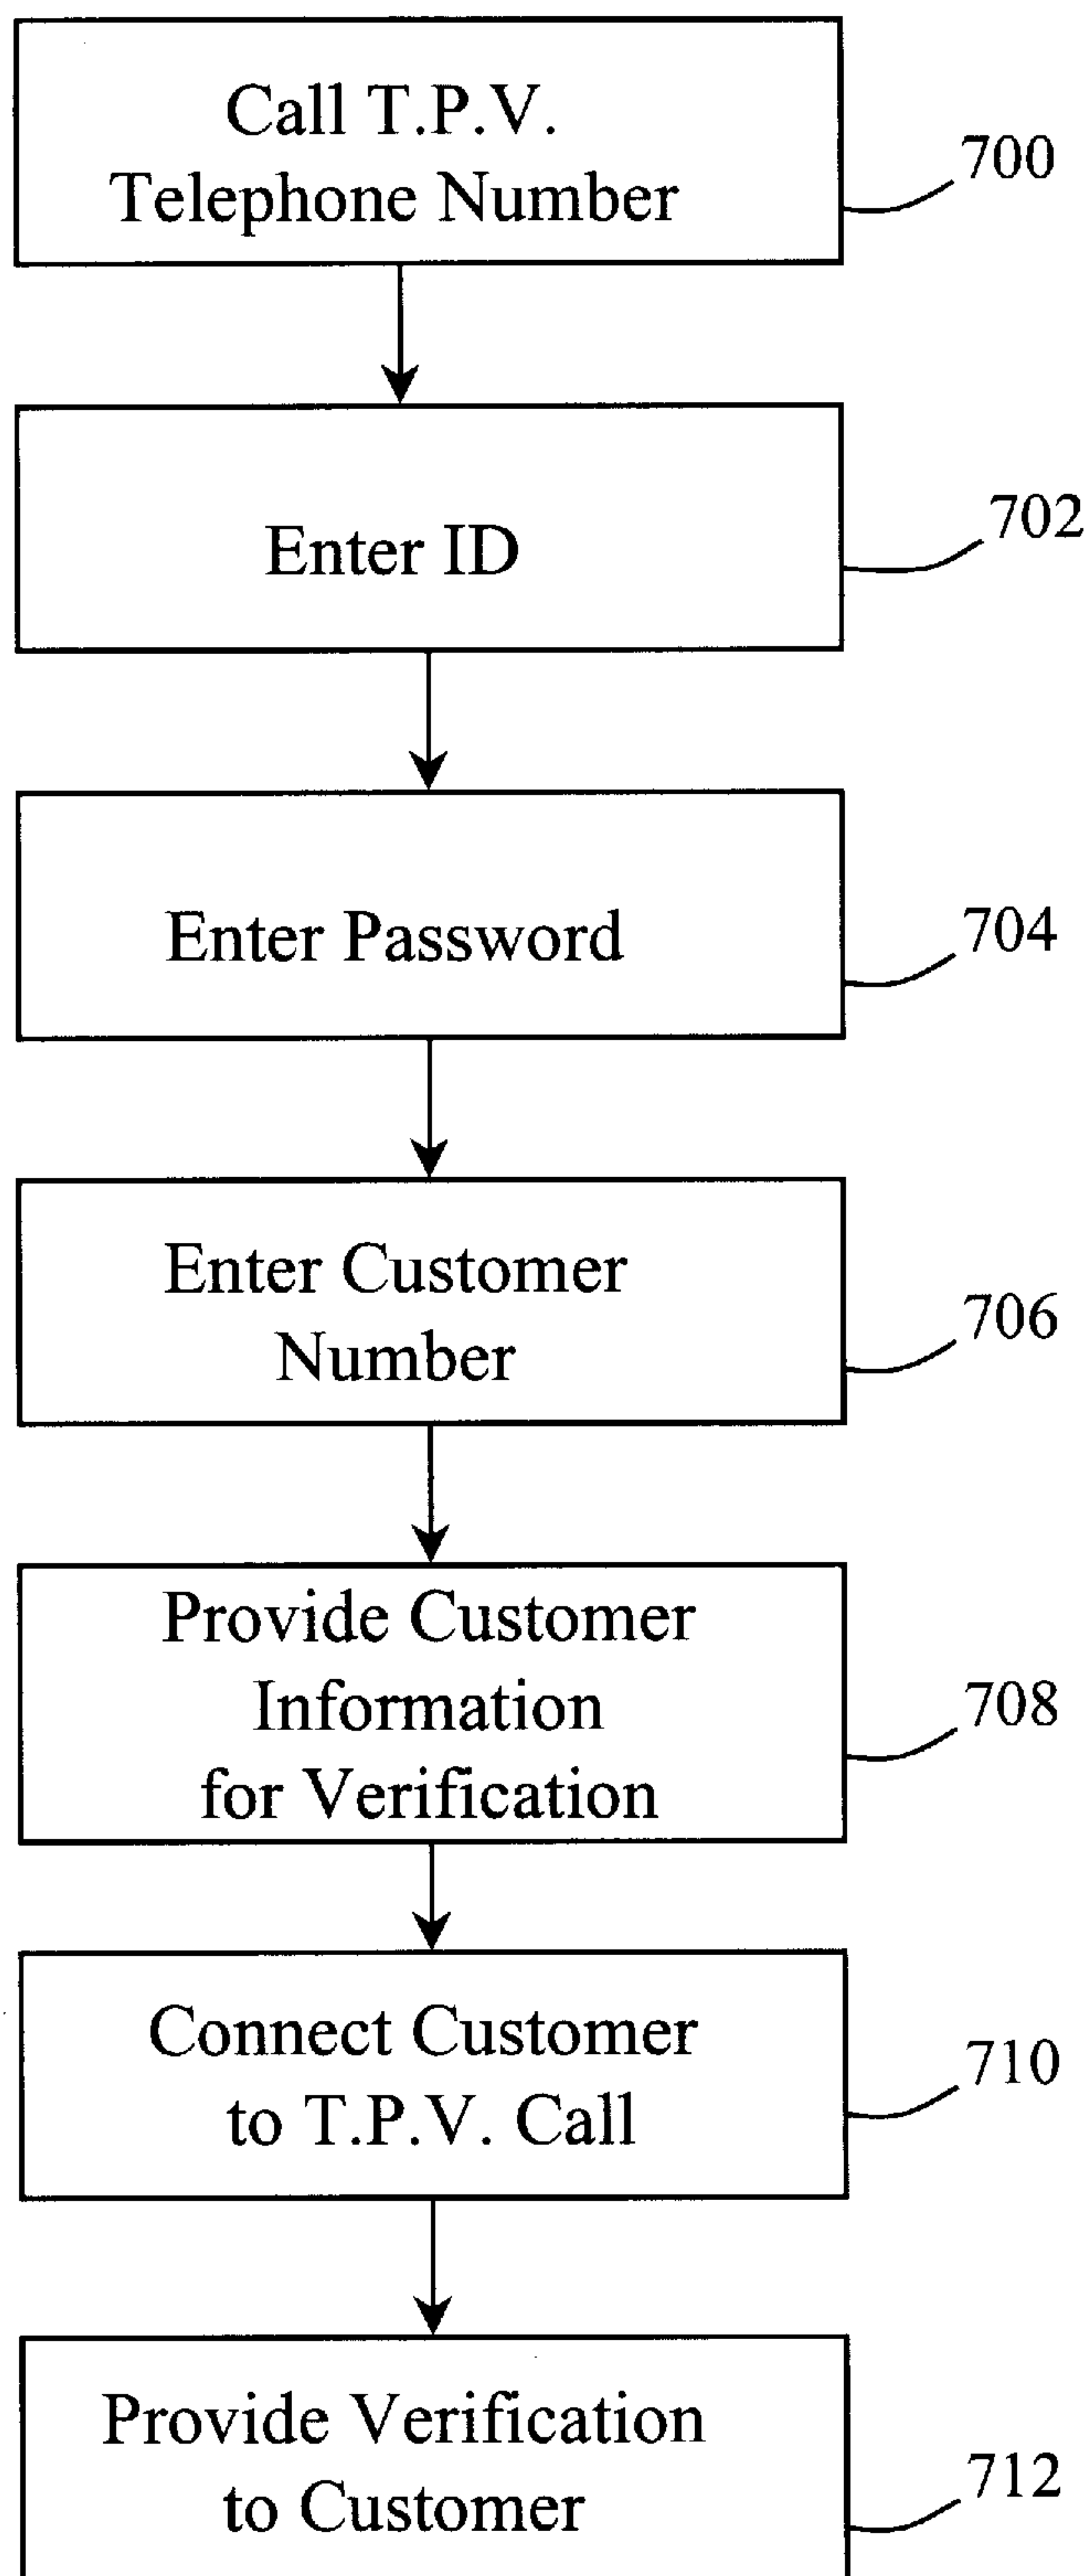 Call T.P.V.
Telephone Number
700
Enter ID
702
Enter Password
704
Enter Customer
Number
706
Provide Customer
Information
for Verification
708
Connect Customer
to T.P.V. Call
710
Provide Verification
to Customer
712